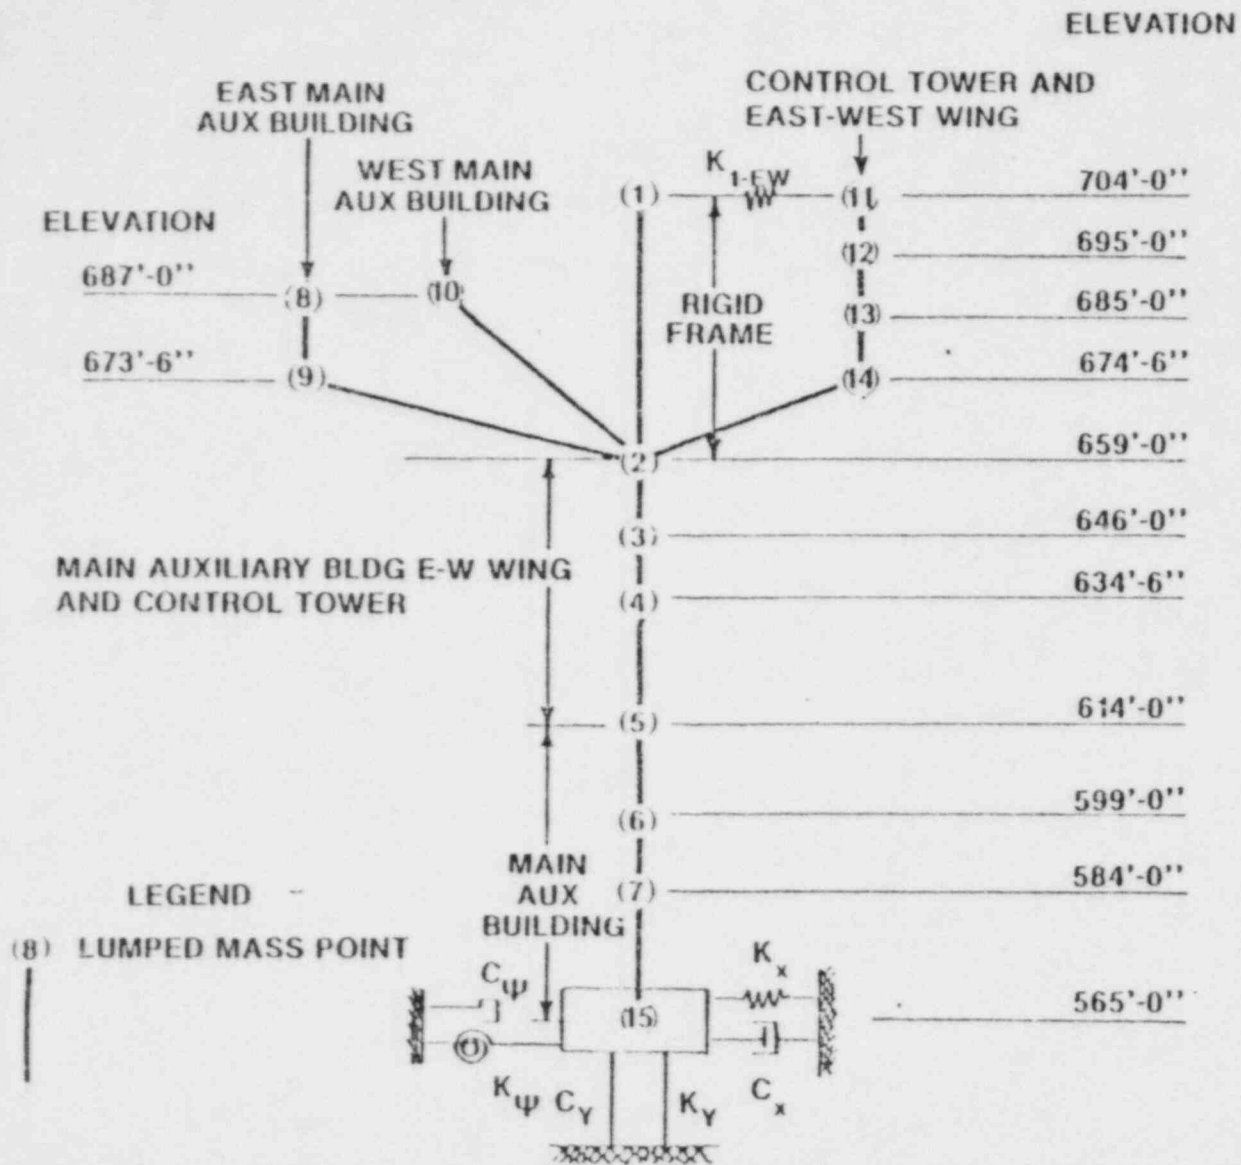 ELEVATION
EAST MAIN
AUX BUILDING
CONTROL TOWER AND
EAST-WEST WING
WEST MAIN
AUX BUILDING
K1-EW
(1)
(11)
704'-0''
ELEVATION
(12)
695'-0''
687'-0''
(8)
(10)
RIGID
FRAME
(13)
685'-0''
673'-6''
(9)
(14)
674'-6''
(2)
659'-0''
(3)
646'-0''
MAIN AUXILIARY BLDG E-W WING
AND CONTROL TOWER
(4)
634'-6''
(5)
614'-0''
(6)
599'-0''
MAIN
AUX
BUILDING
(7)
584'-0''
LEGEND
(8) LUMPED MASS POINT
Cψ
Kx
(15)
565'-0''
Kψ
CY
KY
Cx